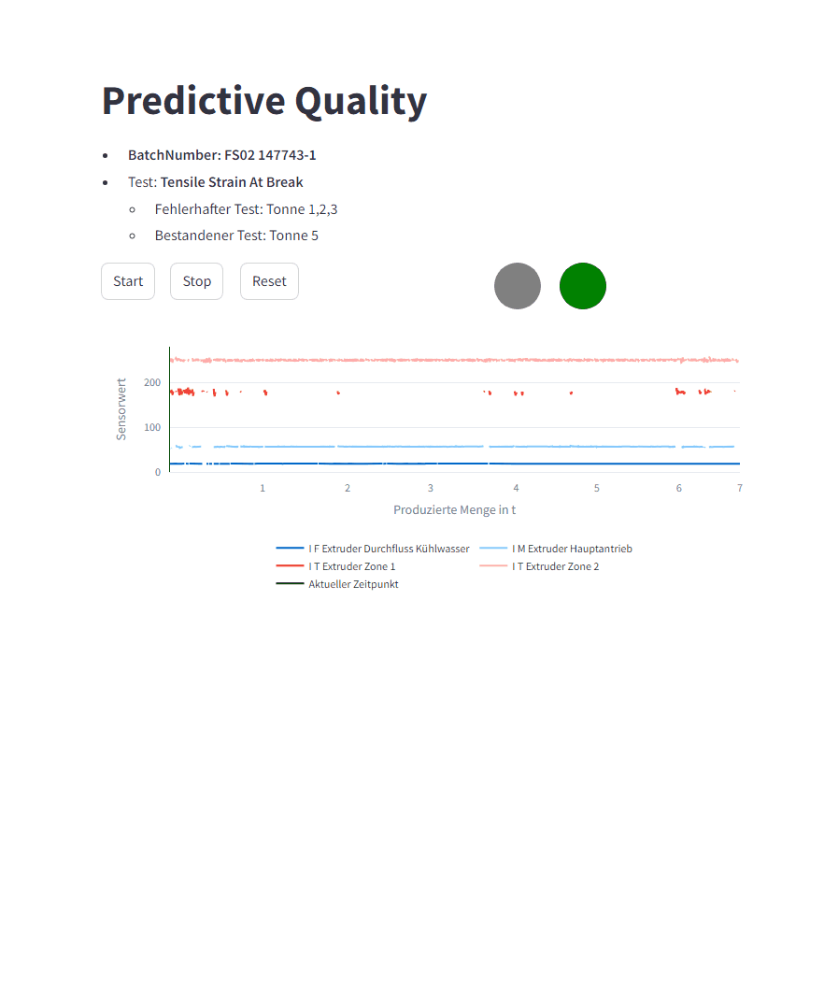 Predictive Quality
BatchNumber: FS02 147743-1
Test: Tensile Strain At Break
Fehlerhafter Test: Tonne 1,2,3
Bestandener Test: Tonne 5
Start Stop Reset
Sensorwert
200
100
0
1 2 3 4 5 6 7
Produzierte Menge in t
I F Extruder Durchfluss Kühlwasser I M Extruder Hauptantrieb
I T Extruder Zone 1 I T Extruder Zone 2
Aktueller Zeitpunkt